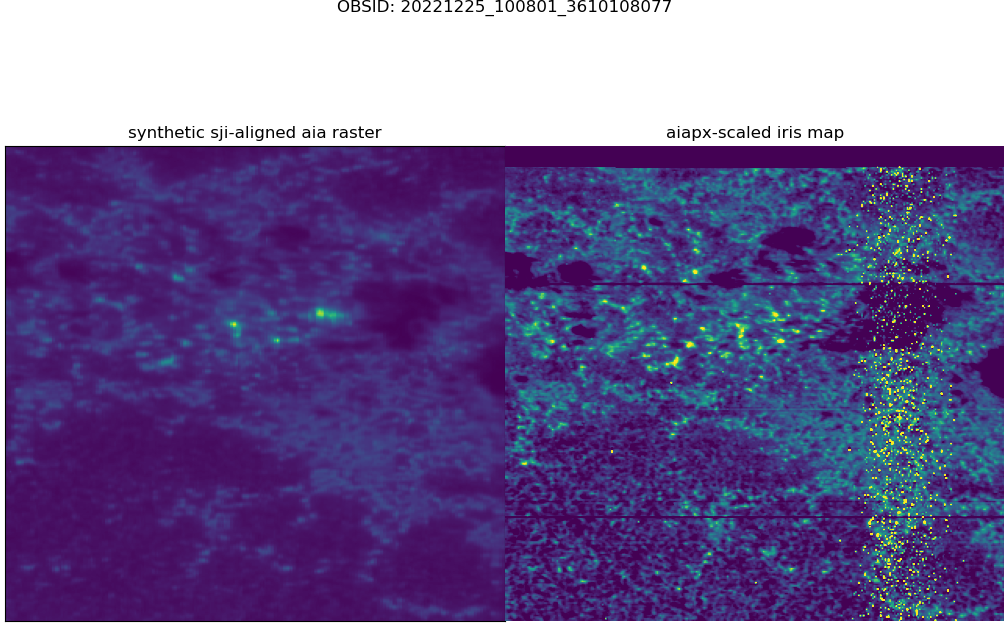 OBSID: 20221225_100801_3610108077
synthetic sji-aligned aia raster
aiapx-scaled iris map